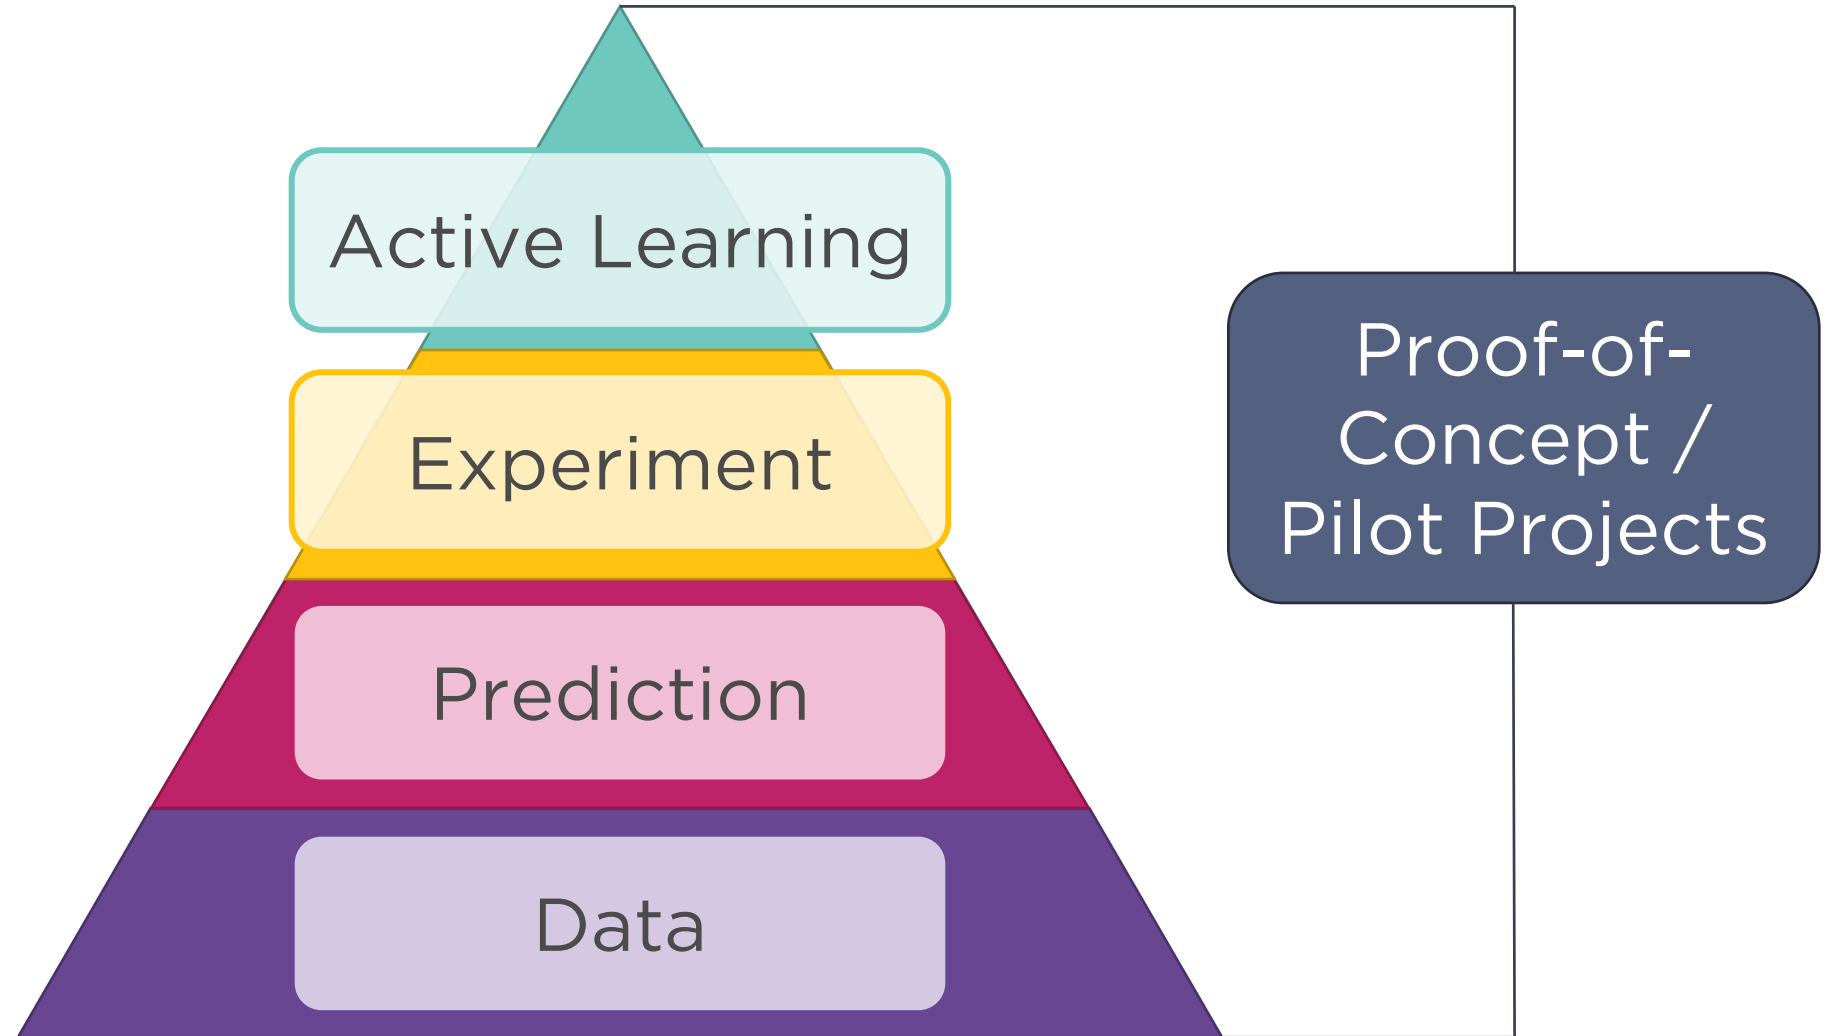 Active Learning
Experiment
Prediction
Data
Proof-of-
Concept /
Pilot Projects